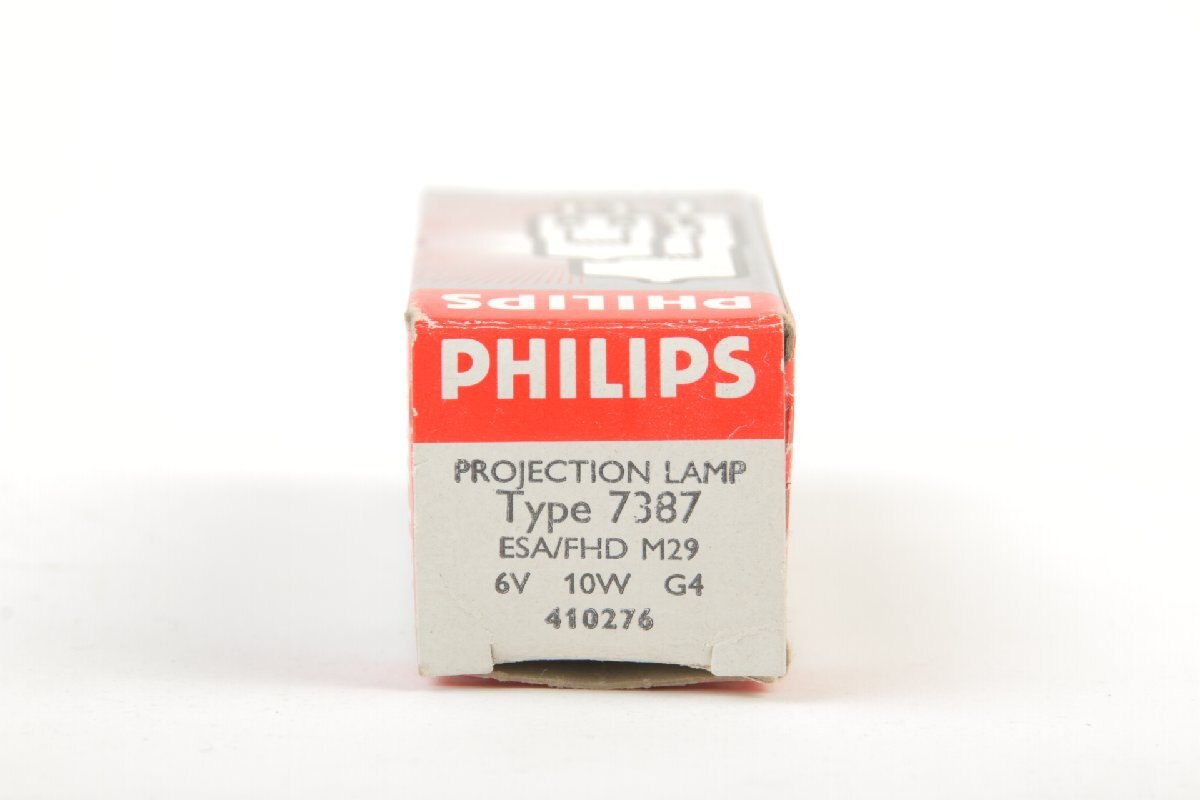 PHILIPS
PHILIPS
PROJECTION LAMP
Type 7387
ESA/FHD M29
6V 10W G4
410276